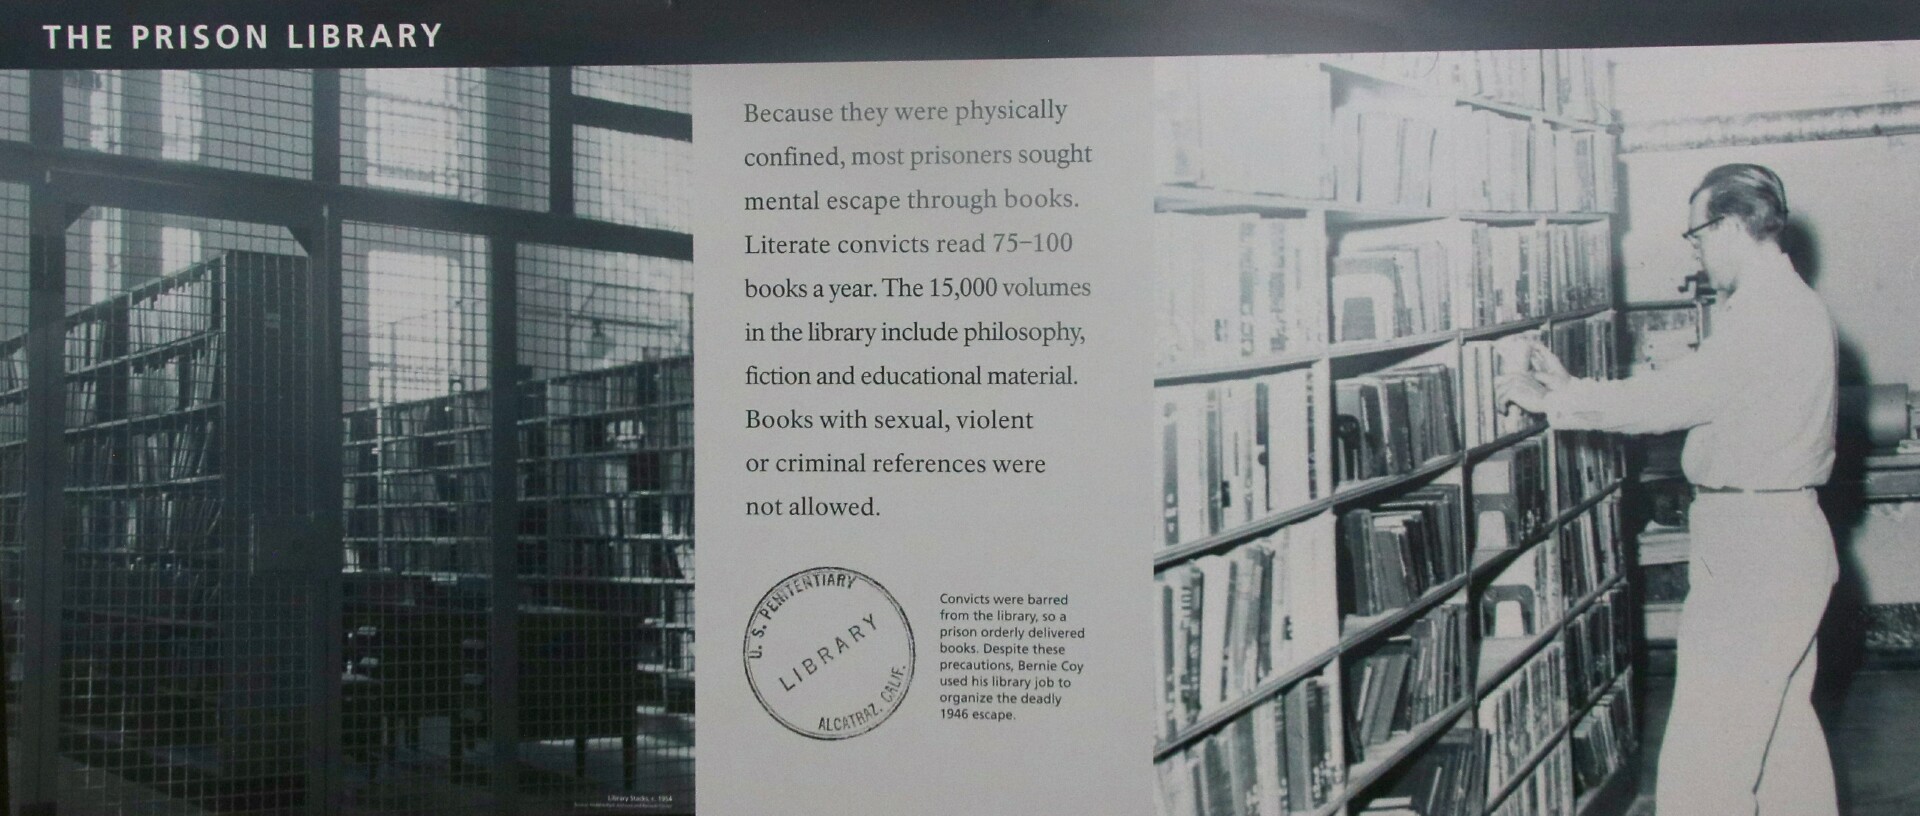 THE PRISON LIBRARY
Because they were physically
confined, most prisoners sought
mental escape through books.
Literate convicts read 75–100
books a year. The 15,000 volumes
in the library include philosophy,
fiction and educational material.
Books with sexual, violent
or criminal references were
not allowed.
U. S. PENITENTIARY
LIBRARY
ALCATRAZ, CALIF.
Convicts were barred
from the library, so a
prison orderly delivered
books. Despite these
precautions, Bernie Coy
used his library job to
organize the deadly
1946 escape.
Library Stacks, c. 1954